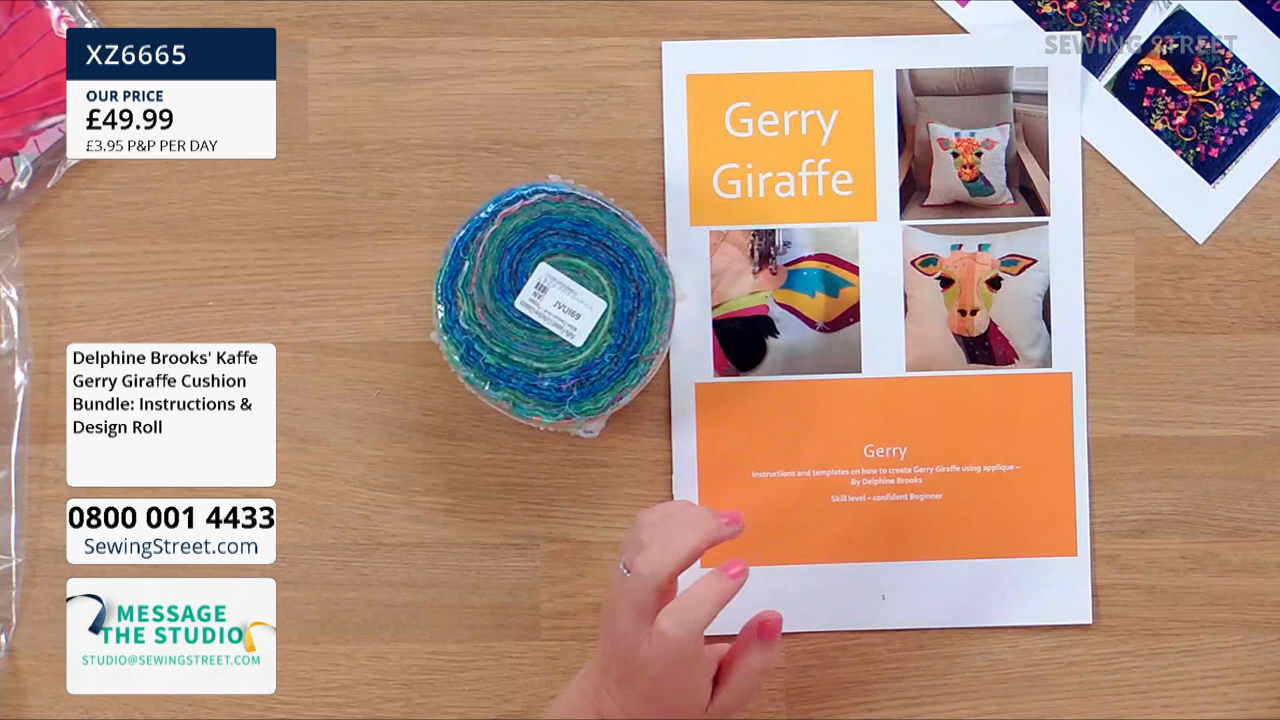 XZ6665
OUR PRICE
£49.99
£3.95 P&P PER DAY
Delphine Brooks' Kaffe
Gerry Giraffe Cushion
Bundle: Instructions &
Design Roll
0800 001 4433
SewingStreet.com
MESSAGE
THE STUDIO
STUDIO@SEWINGSTREET.COM
SEWING STREET
JVUI69
Gerry
Giraffe
Gerry
Instructions and templates on how to create Gerry Giraffe using applique –
By Delphine Brooks
Skill level – confident Beginner
1